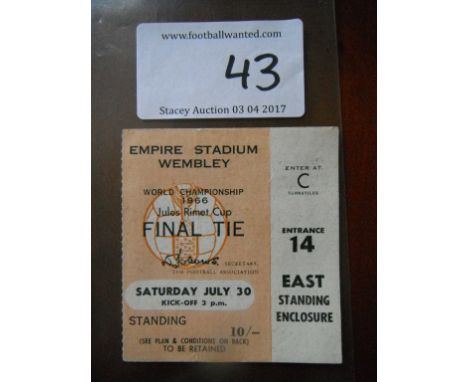 www.footballwanted.com
43
Stacey Auction 03 04 2017
EMPIRE STADIUM
WEMBLEY
WORLD CHAMPIONSHIP
1966
Jules Rimet Cup
FINAL TIE
SECRETARY,
THE FOOTBALL ASSOCIATION
SATURDAY JULY 30
KICK-OFF 3 p.m.
STANDING
10/-
(SEE PLAN & CONDITIONS ON BACK)
TO BE RETAINED
ENTER AT
C
TURNSTILES
ENTRANCE
14
EAST
STANDING
ENCLOSURE